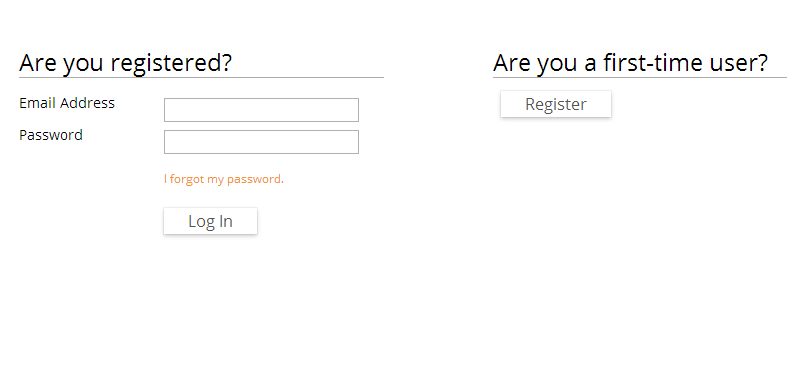 Are you registered?
Email Address
Password
I forgot my password.
Log In
Are you a first-time user?
Register